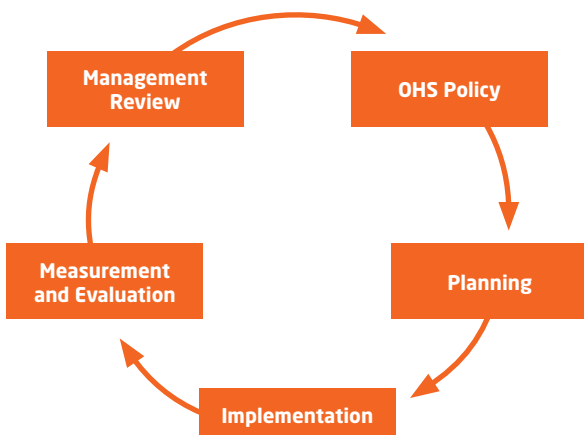 Management
Review
OHS Policy
Planning
Implementation
Measurement
and Evaluation